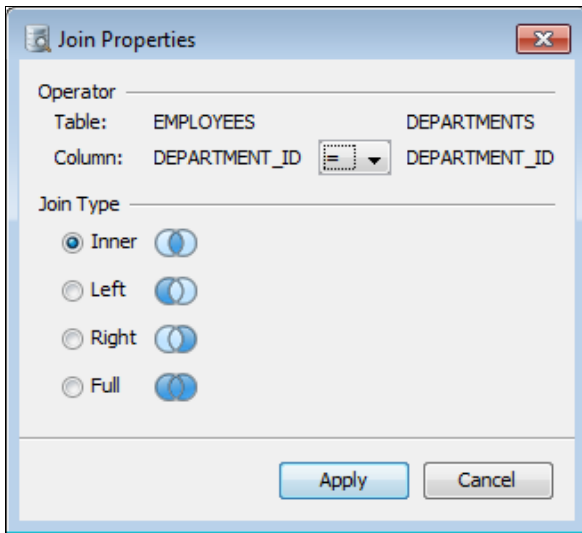 Join Properties
Operator
Table: EMPLOYEES DEPARTMENTS
Column: DEPARTMENT_ID = DEPARTMENT_ID
Join Type
Inner
Left
Right
Full
Apply Cancel